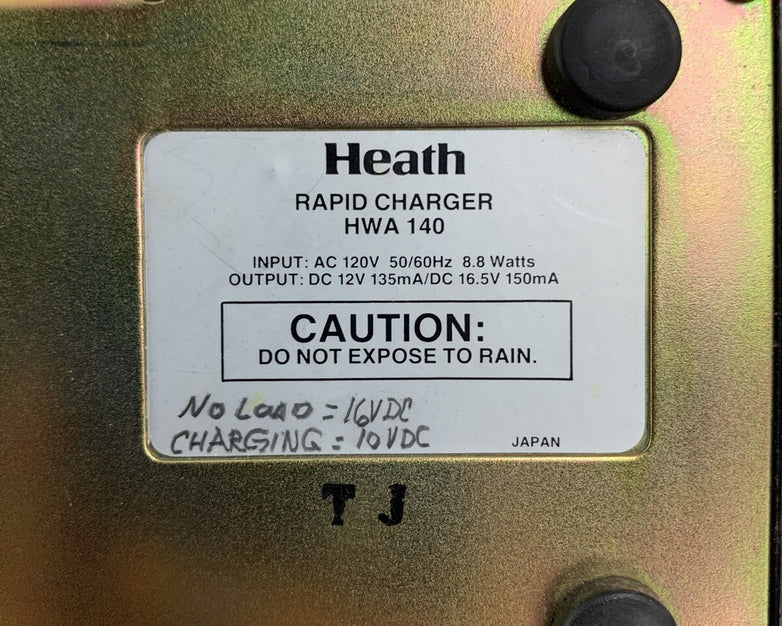 Heath
RAPID CHARGER
HWA 140
INPUT: AC 120V 50/60Hz 8.8 Watts
OUTPUT: DC 12V 135mA/DC 16.5V 150mA
CAUTION:
DO NOT EXPOSE TO RAIN.
NO LOAD = 16VDC
CHARGING = 10VDC
JAPAN
T J